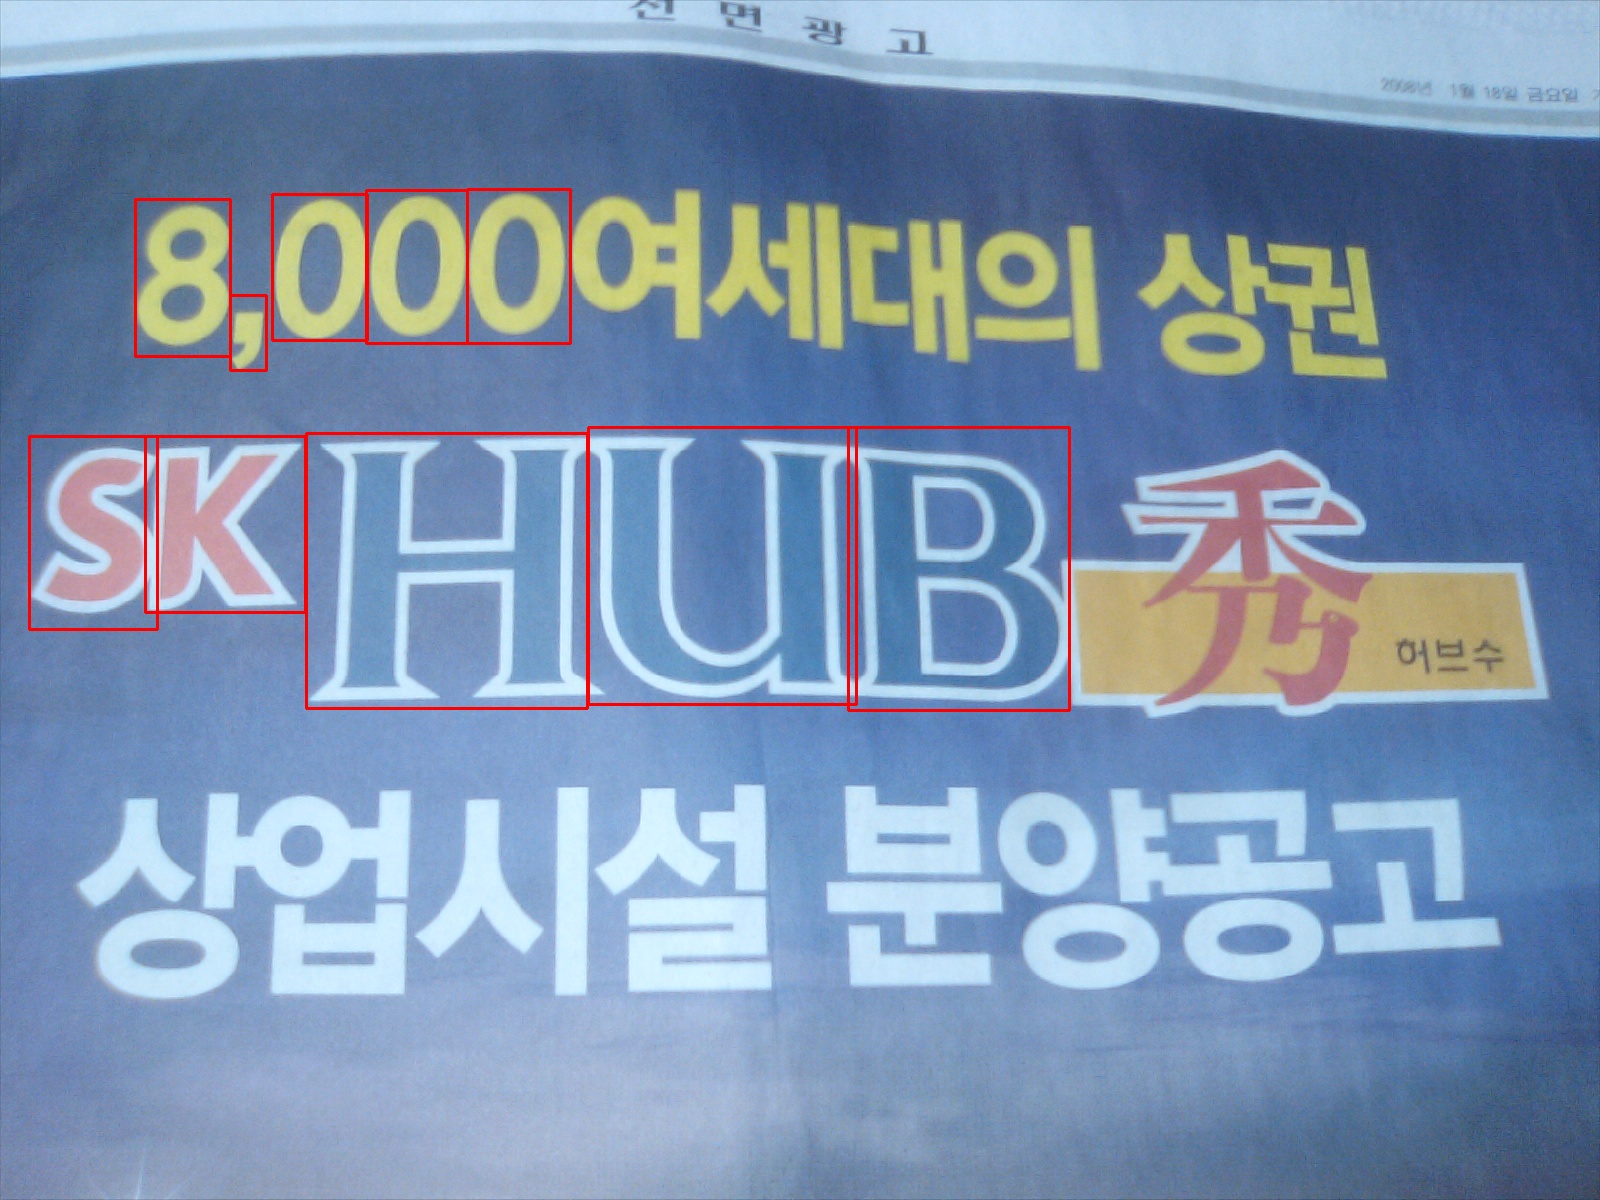 전면광고
2008년 1월 18일 금요일
8,000여세대의 상권
SK HUB 秀
허브수
상업시설 분양공고